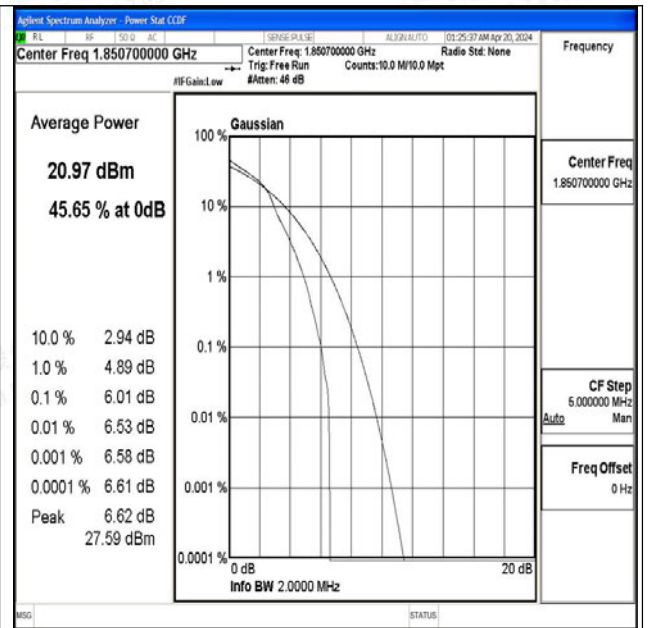 Agilent Spectrum Analyzer - Power Stat CCDF
RL RF 50 Ω AC SENSE:PULSE ALIGN AUTO 01:25:37 AM Apr 20, 2024
Center Freq 1.850700000 GHz
Center Freq: 1.850700000 GHz Radio Std: None
Trig: Free Run Counts:10.0 M/10.0 Mpt
#IFGain:Low #Atten: 46 dB
Frequency
Average Power
20.97 dBm
45.65 % at 0dB
10.0 % 2.94 dB
1.0 % 4.89 dB
0.1 % 6.01 dB
0.01 % 6.53 dB
0.001 % 6.58 dB
0.0001 % 6.61 dB
Peak 6.62 dB
27.59 dBm
Gaussian
100 %
10 %
1 %
0.1 %
0.01 %
0.001 %
0.0001 %
0 dB 20 dB
Info BW 2.0000 MHz
Center Freq
1.850700000 GHz
CF Step
5.000000 MHz
Auto Man
Freq Offset
0 Hz
MSG STATUS